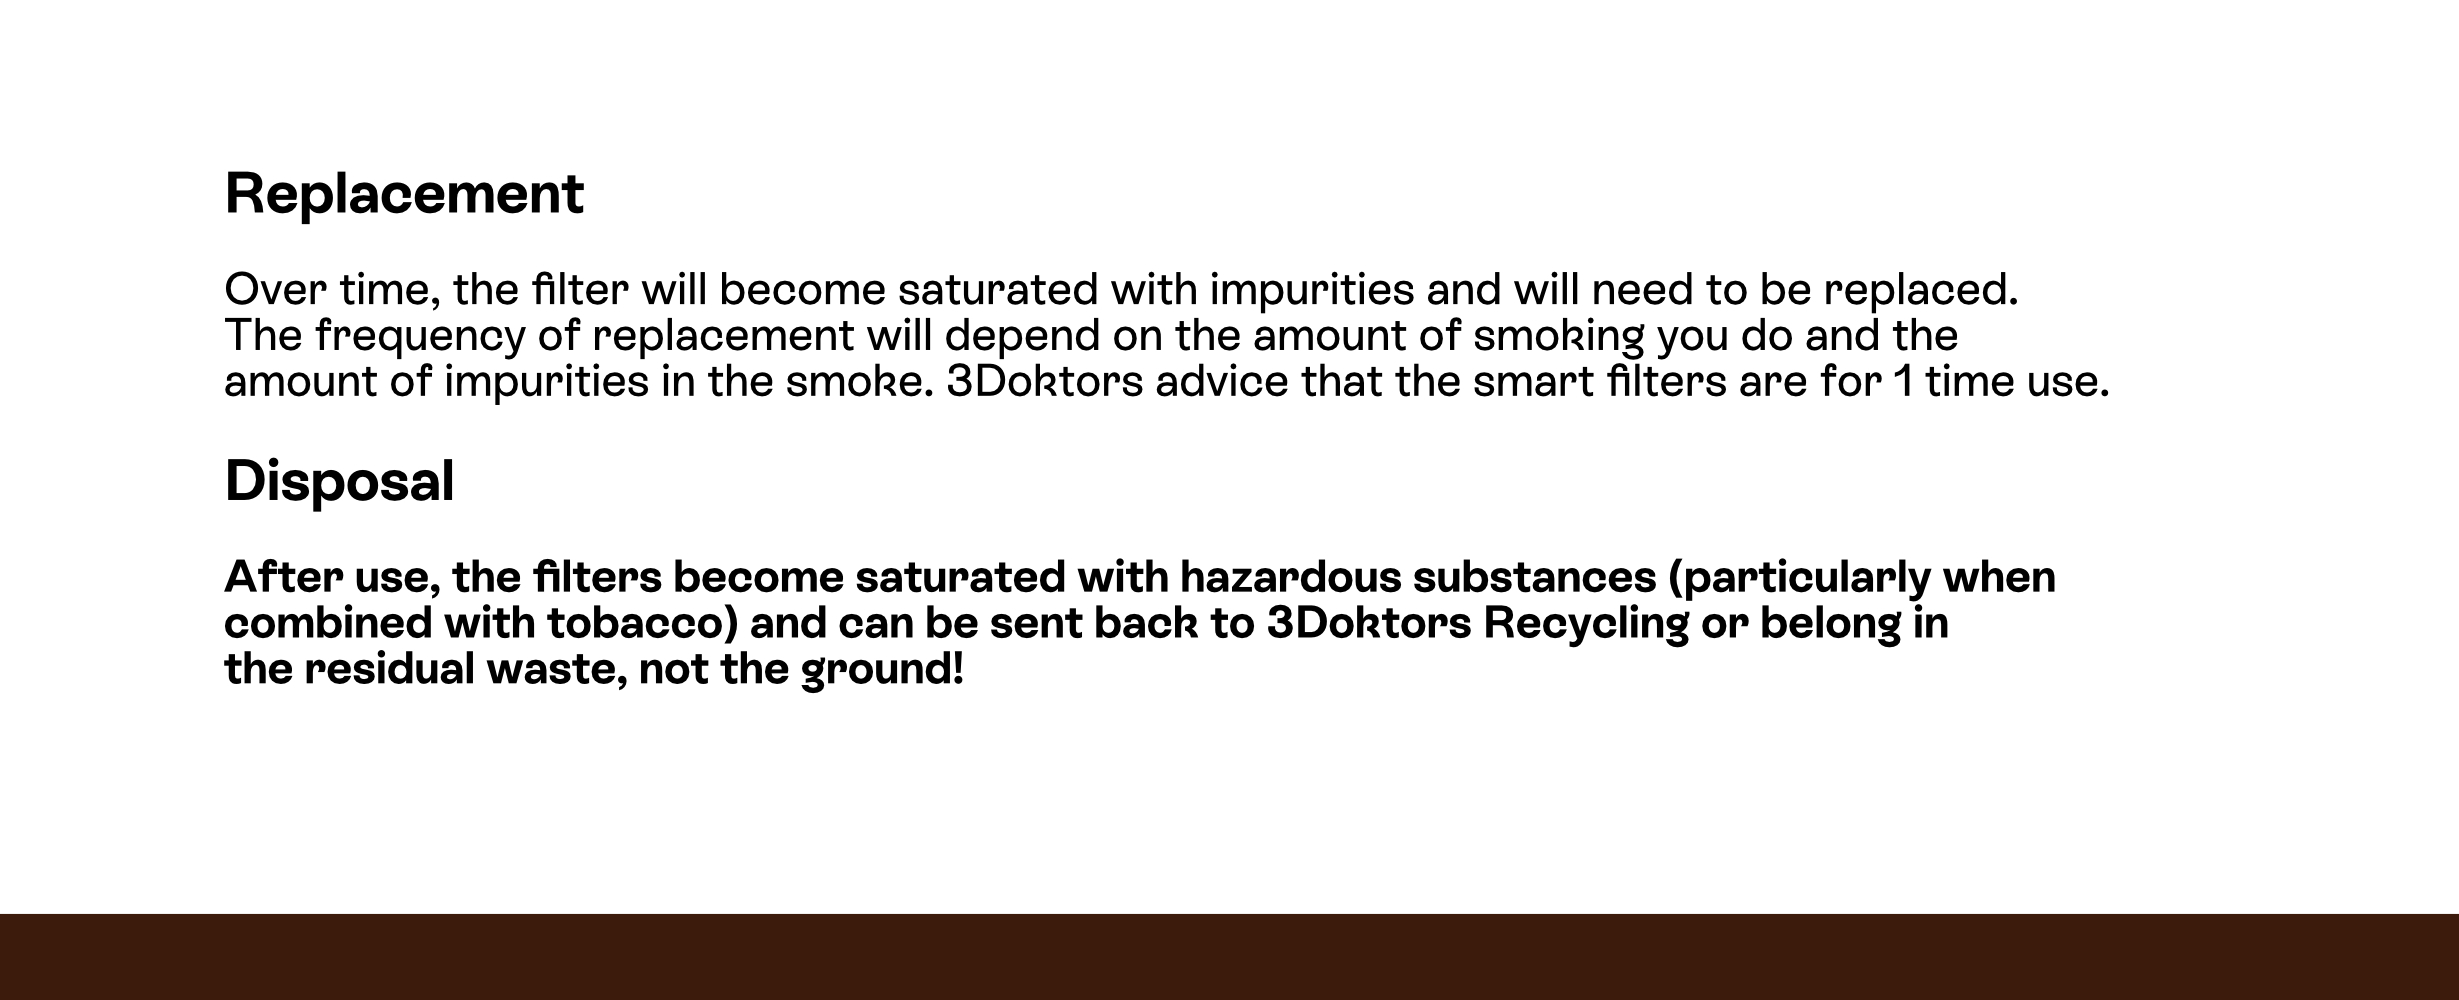 Replacement
Over time, the filter will become saturated with impurities and will need to be replaced.
The frequency of replacement will depend on the amount of smoking you do and the
amount of impurities in the smoke. 3Doktors advice that the smart filters are for 1 time use.
Disposal
After use, the filters become saturated with hazardous substances (particularly when
combined with tobacco) and can be sent back to 3Doktors Recycling or belong in
the residual waste, not the ground!